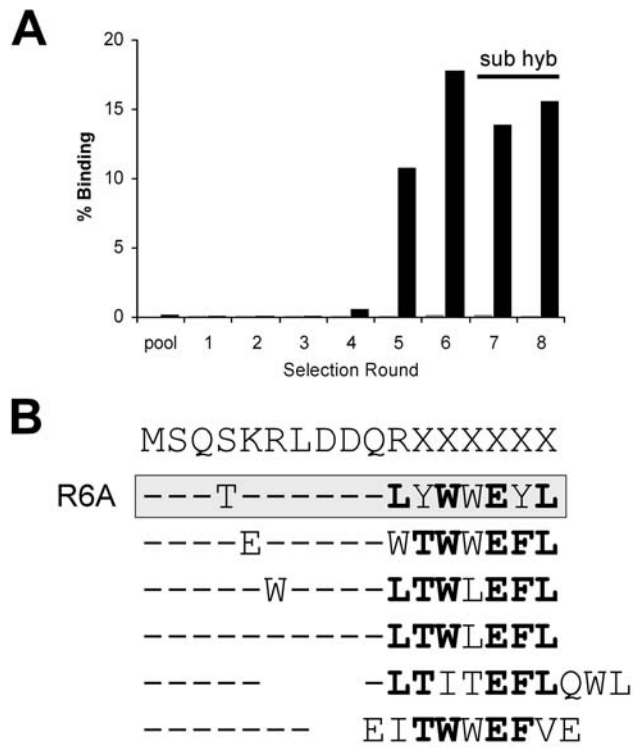 A
% Binding
20
15
10
5
0
sub hyb
pool 1 2 3 4 5 6 7 8
Selection Round
B
MSQSKRLDDQRXXXXXX
R6A ---T------LYWWEYL
----E-----WTWWEFL
-----W----LTWLEFL
----------LTWLEFL
-----    -LTITEFLQWL
-------  EITWWEFVE